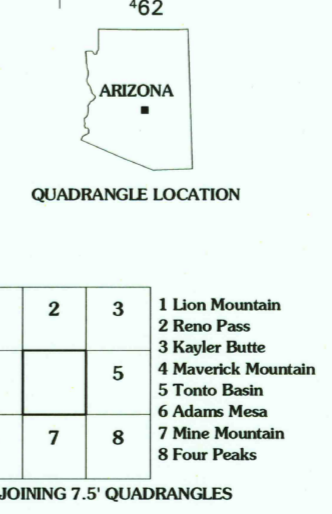 ⁴62
ARIZONA
QUADRANGLE LOCATION
2 3
5
7 8
1 Lion Mountain
2 Reno Pass
3 Kayler Butte
4 Maverick Mountain
5 Tonto Basin
6 Adams Mesa
7 Mine Mountain
8 Four Peaks
JOINING 7.5' QUADRANGLES